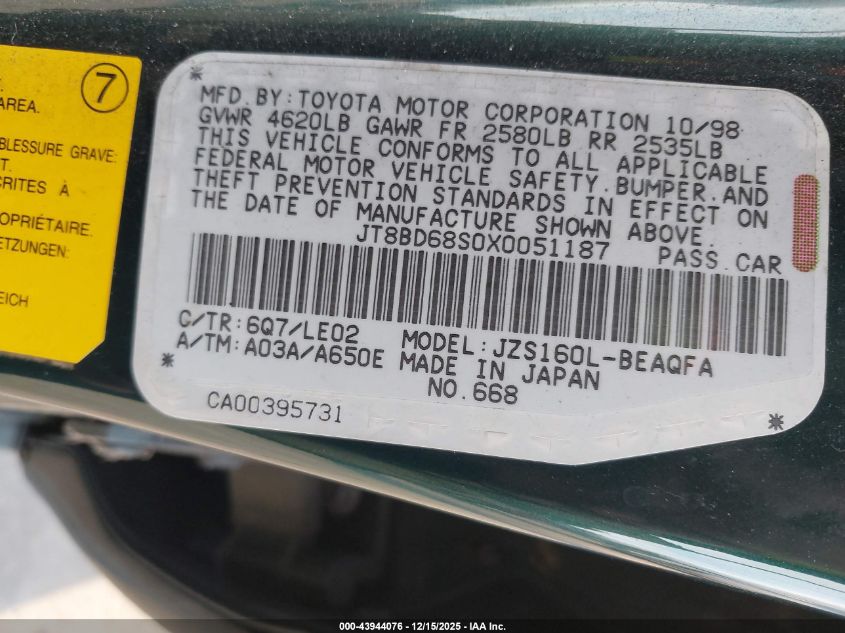 7
AREA.
BLESSURE GRAVE:
T.
CRITES À
OPRIÉTAIRE.
ETZUNGEN:
EICH
* MFD.BY:TOYOTA MOTOR CORPORATION 10/98
GVWR 4620LB GAWR FR 2580LB RR 2535LB
THIS VEHICLE CONFORMS TO ALL APPLICABLE
FEDERAL MOTOR VEHICLE SAFETY.BUMPER.AND
THEFT PREVENTION STANDARDS IN EFFECT ON
THE DATE OF MANUFACTURE SHOWN ABOVE.
JT8BD68S0X0051187 PASS.CAR
C/TR:6Q7/LE02 MODEL:JZS160L-BEAQFA
A/TM:A03A/A650E MADE IN JAPAN
* NO.668 *
CA00395731
000-43944076 - 12/15/2025 - IAA Inc.